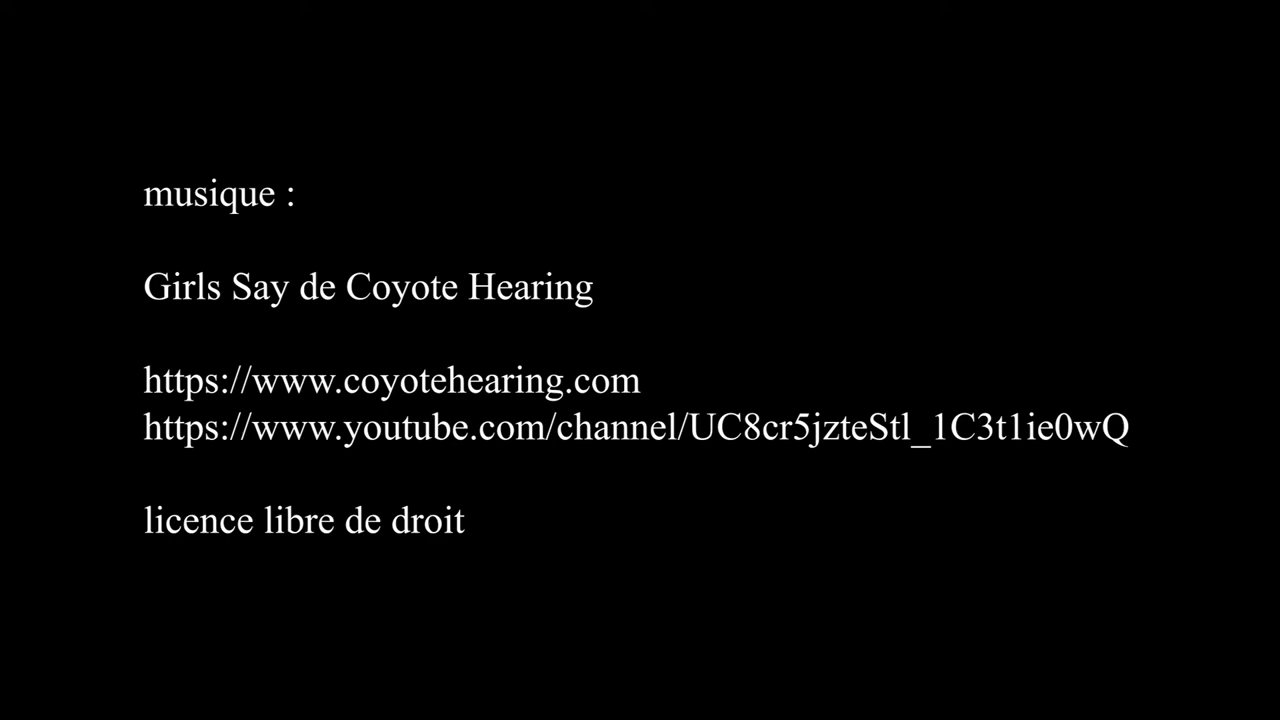 musique :
Girls Say de Coyote Hearing
https://www.coyotehearing.com
https://www.youtube.com/channel/UC8cr5jzteStl_1C3t1ie0wQ
licence libre de droit